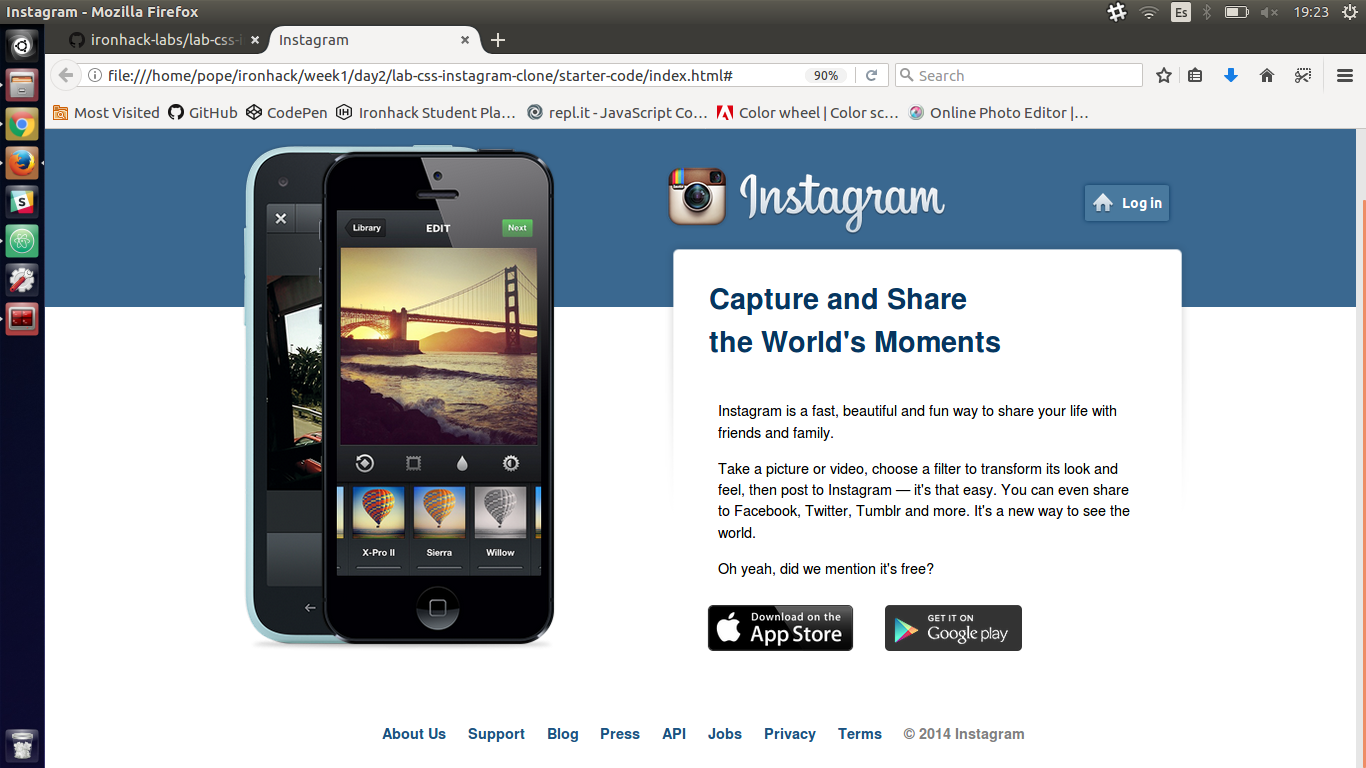 Instagram - Mozilla Firefox
Es
19:23
ironhack-labs/lab-css-i
Instagram
file:///home/pope/ironhack/week1/day2/lab-css-instagram-clone/starter-code/index.html#
90%
Search
Most Visited
GitHub
CodePen
Ironhack Student Pla…
repl.it - JavaScript Co…
Color wheel | Color sc…
Online Photo Editor |…
Instagram
Log in
Library
EDIT
Next
X-Pro II
Sierra
Willow
Capture and Share
the World's Moments
Instagram is a fast, beautiful and fun way to share your life with
friends and family.
Take a picture or video, choose a filter to transform its look and
feel, then post to Instagram — it's that easy. You can even share
to Facebook, Twitter, Tumblr and more. It's a new way to see the
world.
Oh yeah, did we mention it's free?
Download on the
App Store
GET IT ON
Google play
About Us
Support
Blog
Press
API
Jobs
Privacy
Terms
© 2014 Instagram